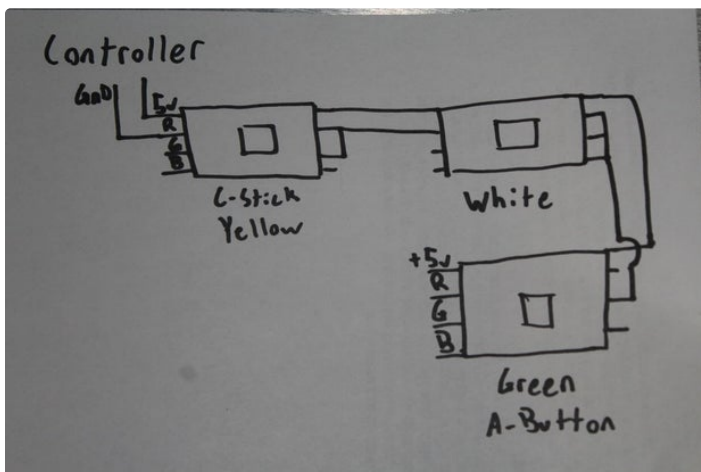 Controller
GND
5v
R
G
B
C-Stick
Yellow
White
+5v
R
G
B
Green
A-Button